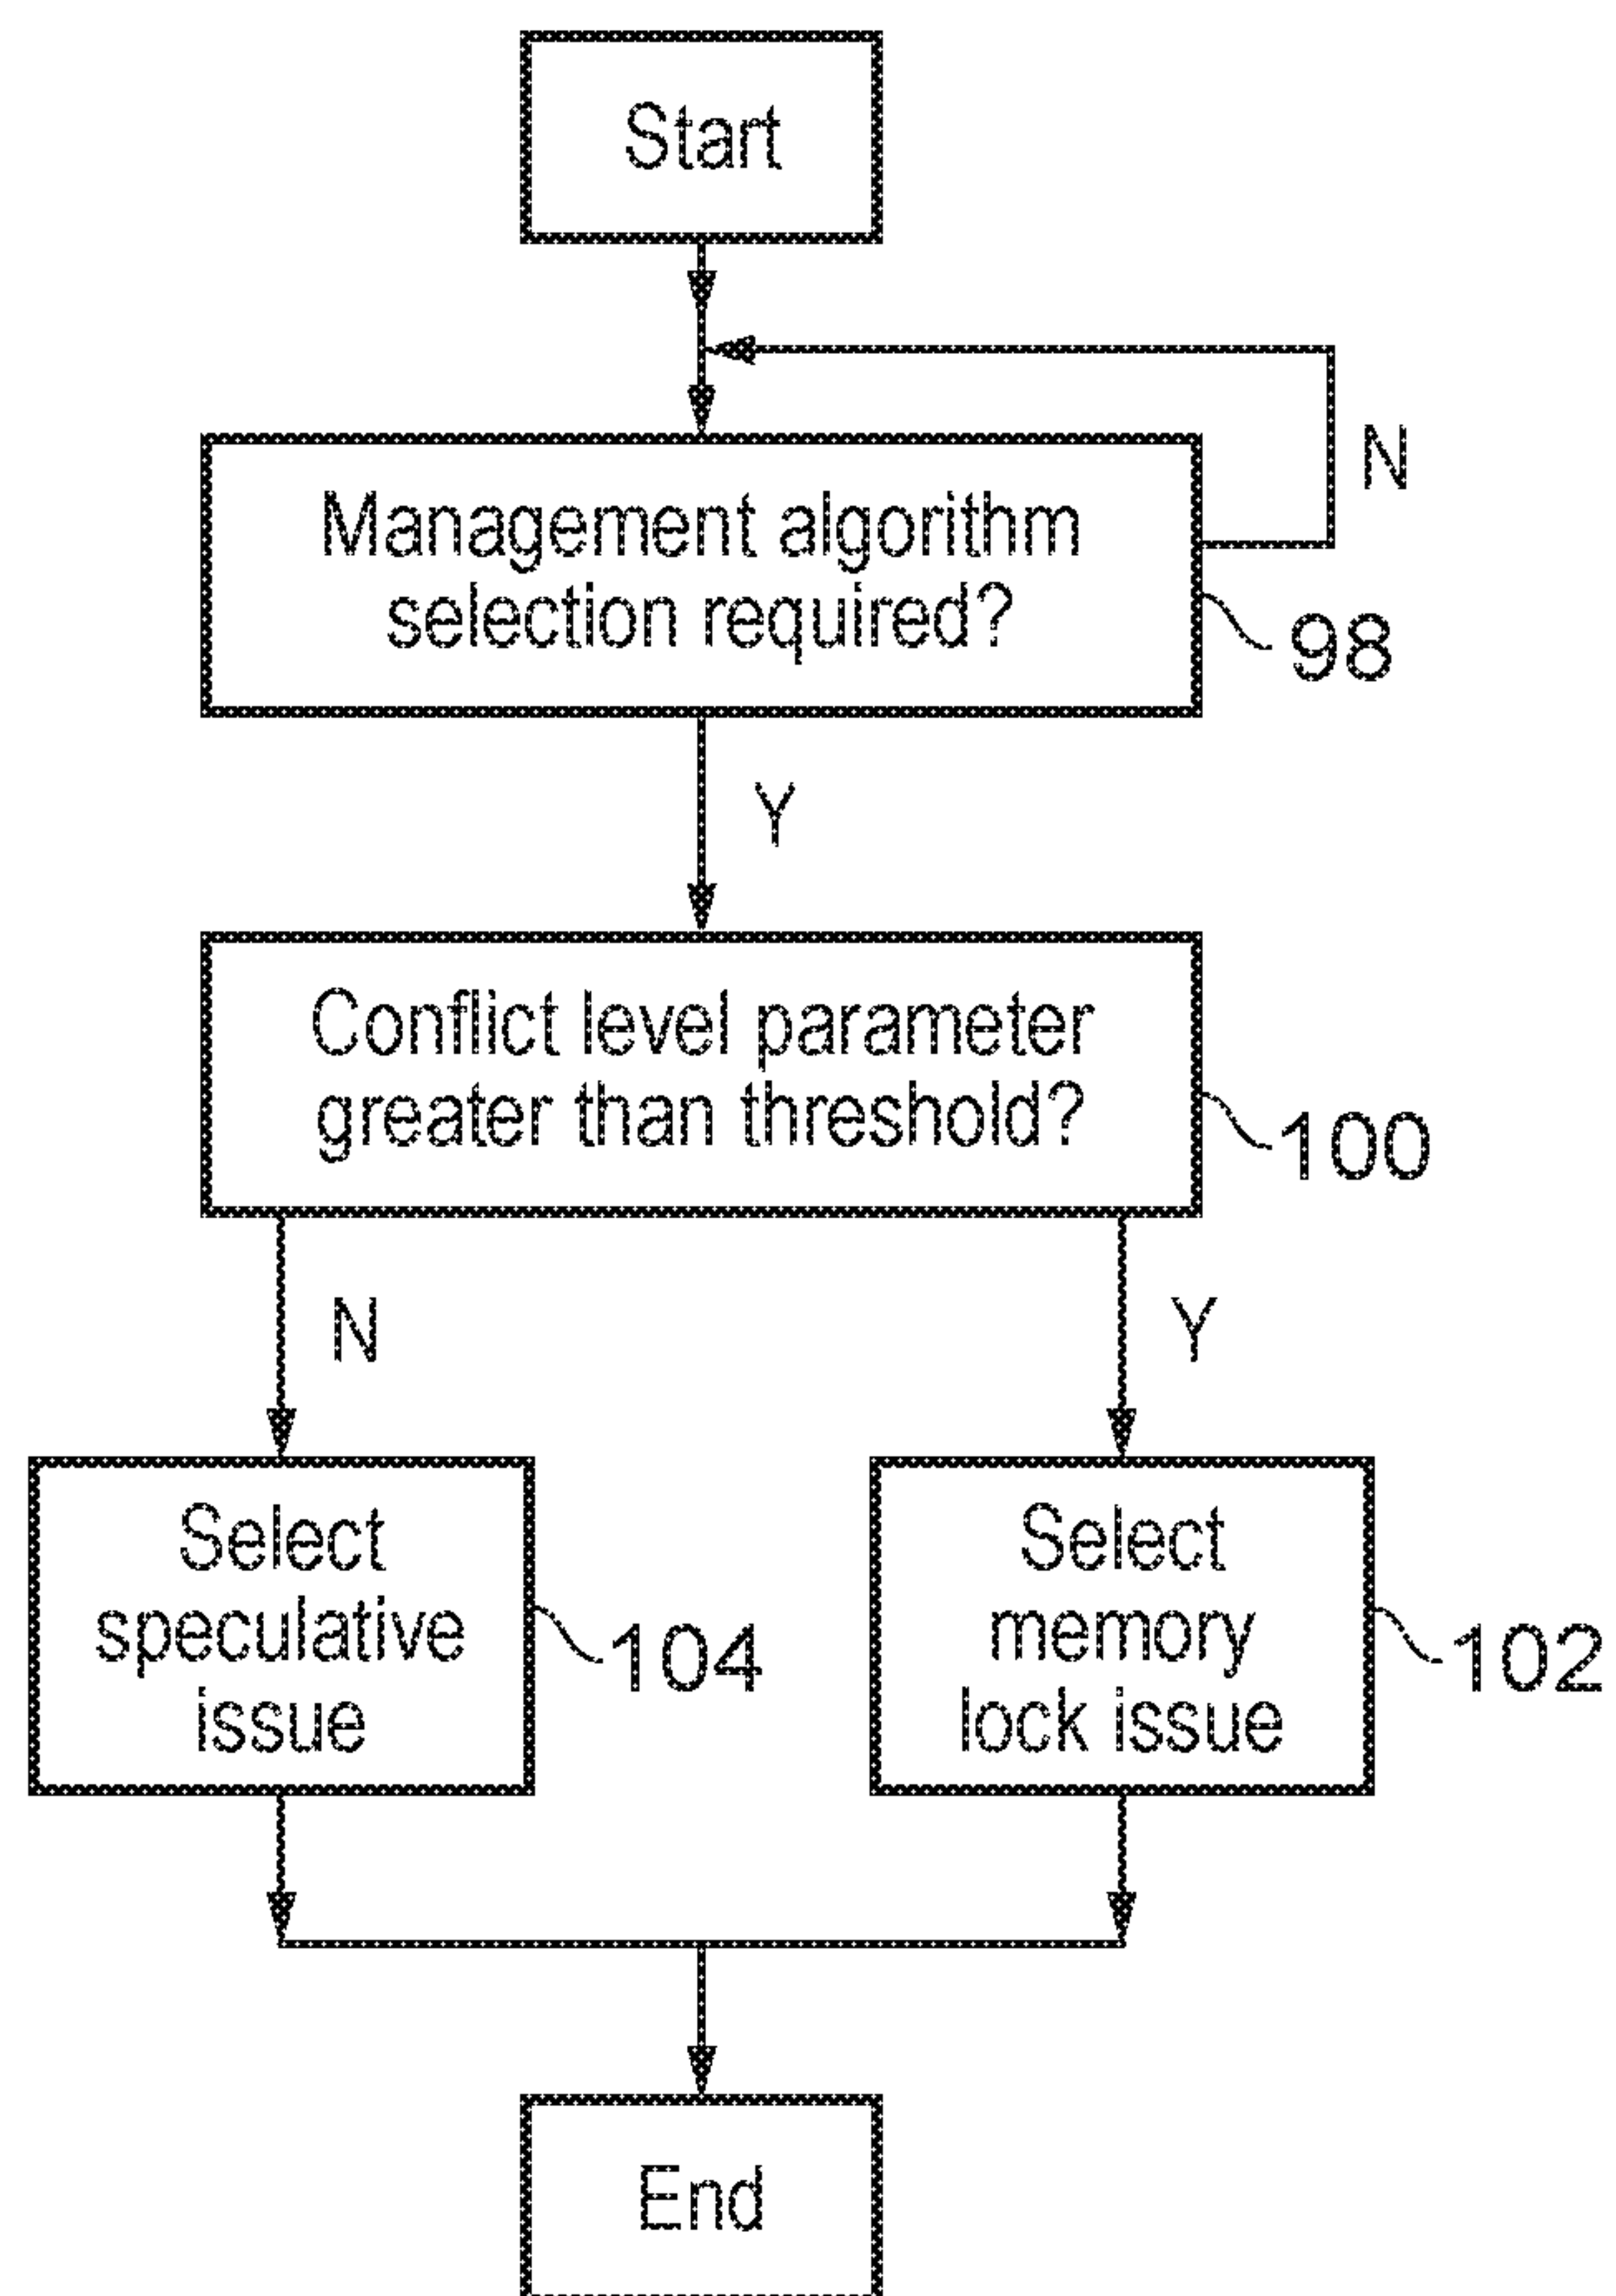 Start
N
Management algorithm
selection required?
98
Y
Conflict level parameter
greater than threshold?
100
N
Y
Select
speculative
issue
104
Select
memory
lock issue
102
End